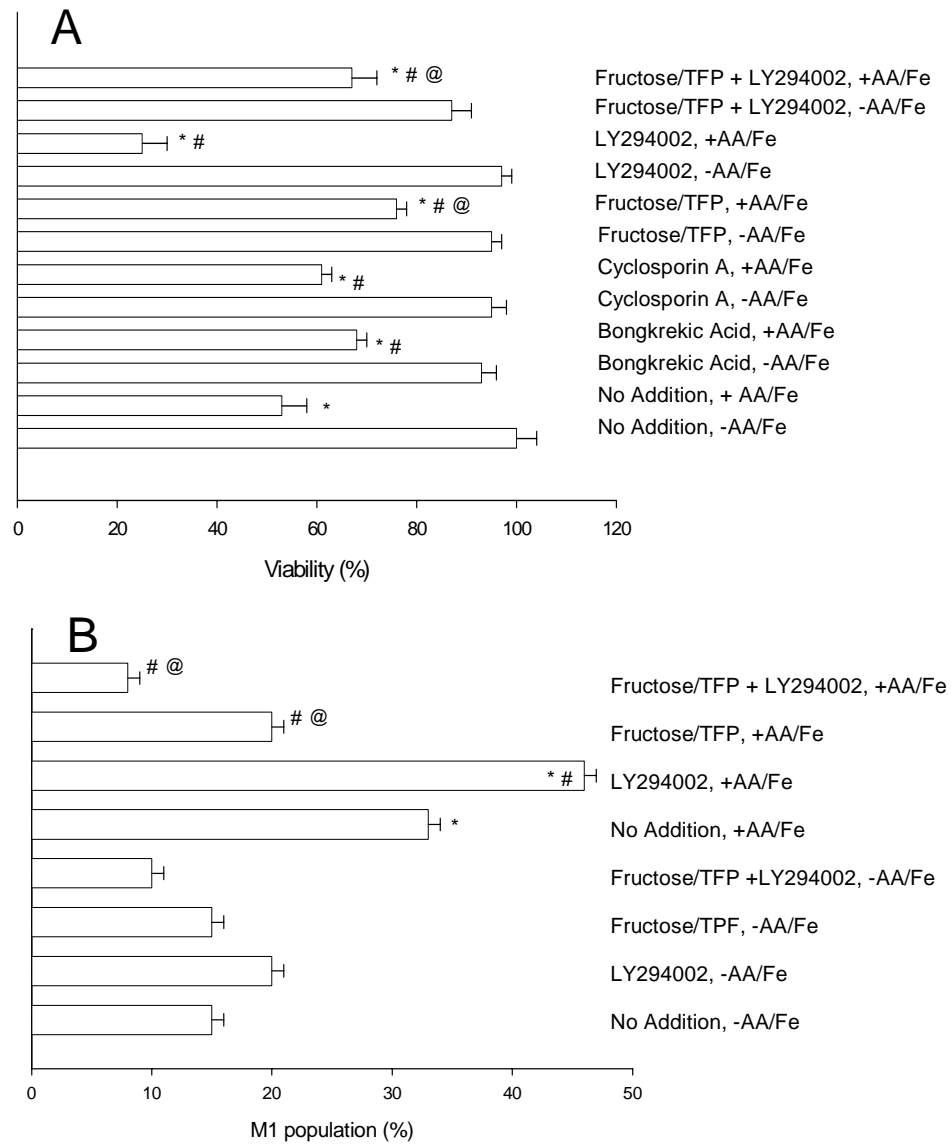 A
* # @ Fructose/TFP + LY294002, +AA/Fe
Fructose/TFP + LY294002, -AA/Fe
* # LY294002, +AA/Fe
LY294002, -AA/Fe
* # @ Fructose/TFP, +AA/Fe
Fructose/TFP, -AA/Fe
* # Cyclosporin A, +AA/Fe
Cyclosporin A, -AA/Fe
* # Bongkrekic Acid, +AA/Fe
Bongkrekic Acid, -AA/Fe
* No Addition, + AA/Fe
No Addition, -AA/Fe
0 20 40 60 80 100 120
Viability (%)
B
# @ Fructose/TFP + LY294002, +AA/Fe
# @ Fructose/TFP, +AA/Fe
* # LY294002, +AA/Fe
* No Addition, +AA/Fe
Fructose/TFP +LY294002, -AA/Fe
Fructose/TPF, -AA/Fe
LY294002, -AA/Fe
No Addition, -AA/Fe
0 10 20 30 40 50
M1 population (%)